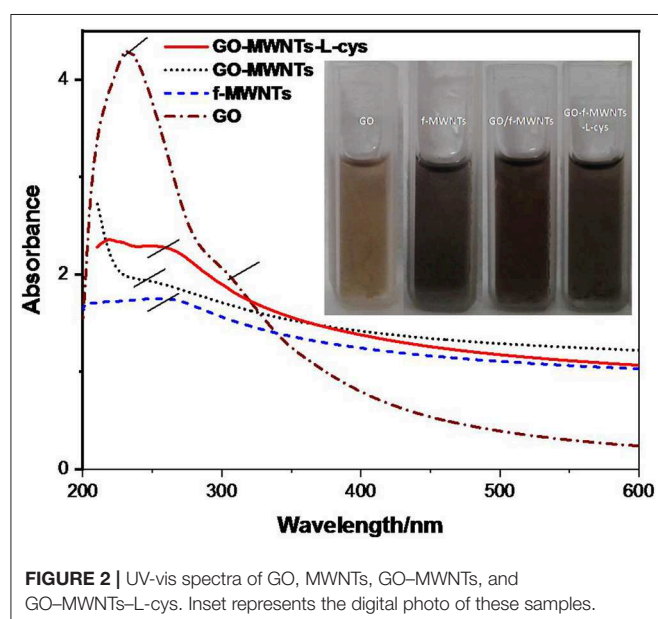 4
2
0
Absorbance
GO-MWNTs-L-cys
GO-MWNTs
f-MWNTs
GO
GO
f-MWNTs
GO/f-MWNTs
GO-f-MWNTs
-L-cys
200
300
400
500
600
Wavelength/nm
FIGURE 2 | UV-vis spectra of GO, MWNTs, GO–MWNTs, and
GO–MWNTs–L-cys. Inset represents the digital photo of these samples.